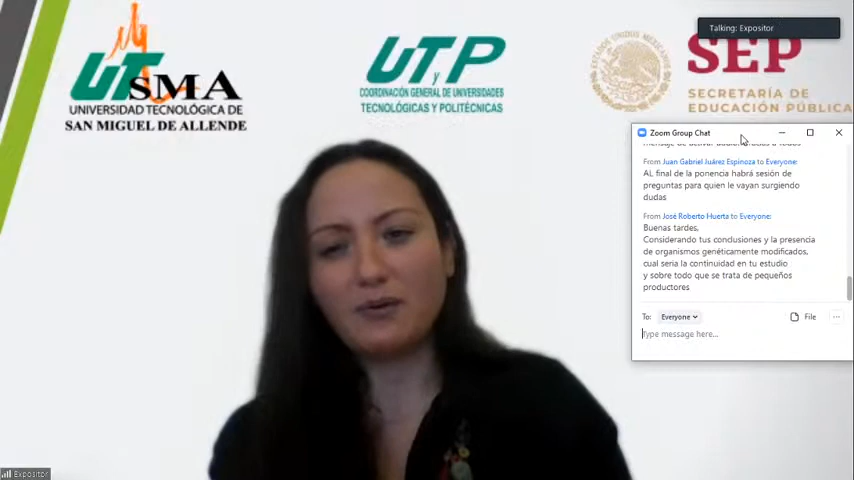 UTSMA
UNIVERSIDAD TECNOLÓGICA DE
SAN MIGUEL DE ALLENDE
UTyP
COORDINACIÓN GENERAL DE UNIVERSIDADES
TECNOLÓGICAS Y POLITÉCNICAS
ESTADOS UNIDOS MEXICANOS
SEP
SECRETARÍA DE
EDUCACIÓN PÚBLICA
Talking: Expositor
Zoom Group Chat
From Juan Gabriel Juárez Espinoza to Everyone:
AL final de la ponencia habrá sesión de
preguntas para quien le vayan surgiendo
dudas
From José Roberto Huerta to Everyone:
Buenas tardes,
Considerando tus conclusiones y la presencia
de organismos genéticamente modificados,
cual seria la continuidad en tu estudio
y sobre todo que se trata de pequeños
productores
To: Everyone File ...
Type message here...
Expositor